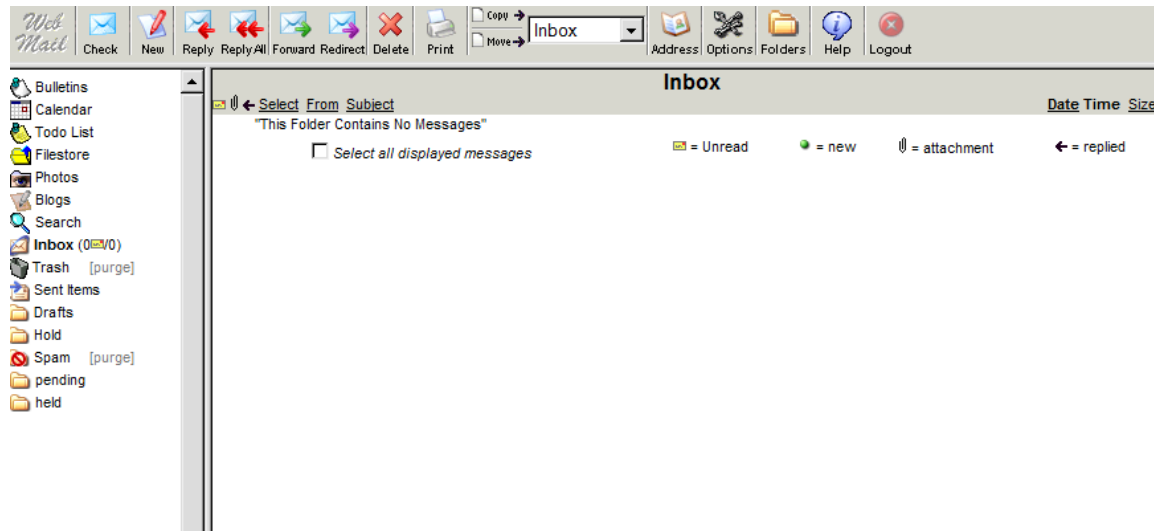 Web Mail
Check New Reply ReplyAll Forward Redirect Delete Print Copy Move Inbox Address Options Folders Help Logout
Bulletins
Calendar
Todo List
Filestore
Photos
Blogs
Search
Inbox (0/0)
Trash [purge]
Sent Items
Drafts
Hold
Spam [purge]
pending
held
Inbox
Select From Subject Date Time Size
"This Folder Contains No Messages"
Select all displayed messages = Unread = new = attachment = replied